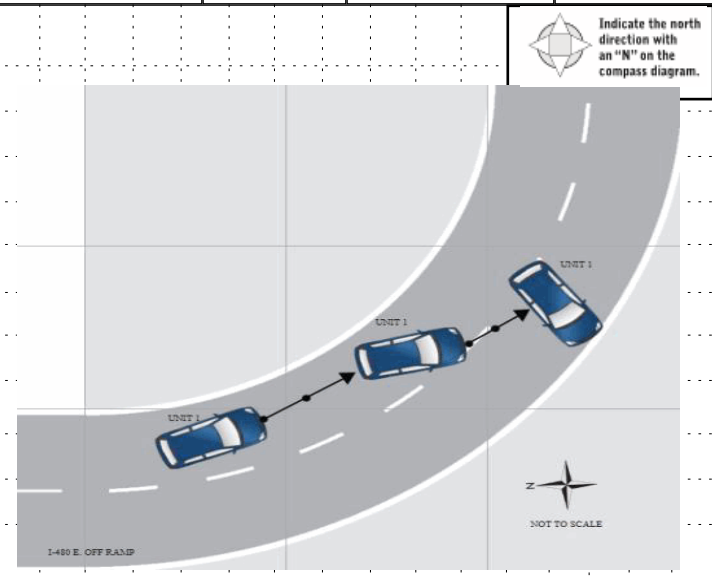 Indicate the north
direction with
an “N” on the
compass diagram.
UNIT 1
UNIT 1
UNIT 1
N
NOT TO SCALE
I-480 E. OFF RAMP